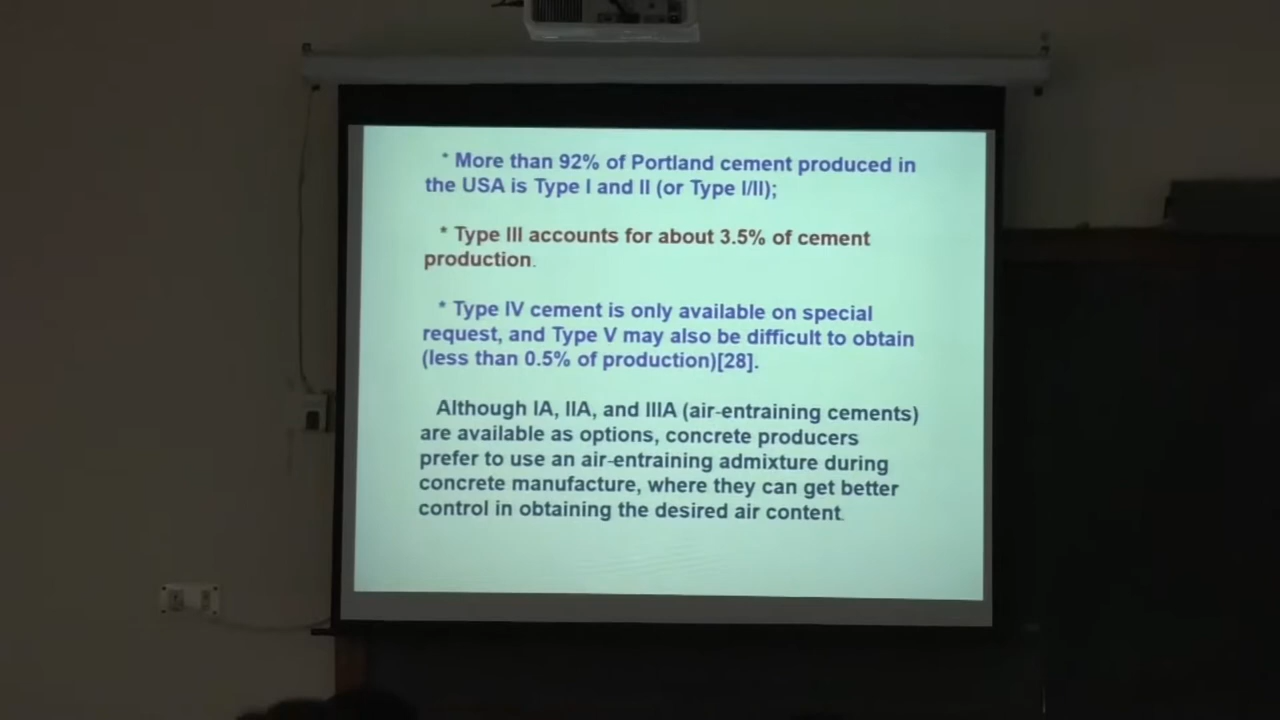 * More than 92% of Portland cement produced in
the USA is Type I and II (or Type I/II);
* Type III accounts for about 3.5% of cement
production.
* Type IV cement is only available on special
request, and Type V may also be difficult to obtain
(less than 0.5% of production)[28].
Although IA, IIA, and IIIA (air-entraining cements)
are available as options, concrete producers
prefer to use an air-entraining admixture during
concrete manufacture, where they can get better
control in obtaining the desired air content.